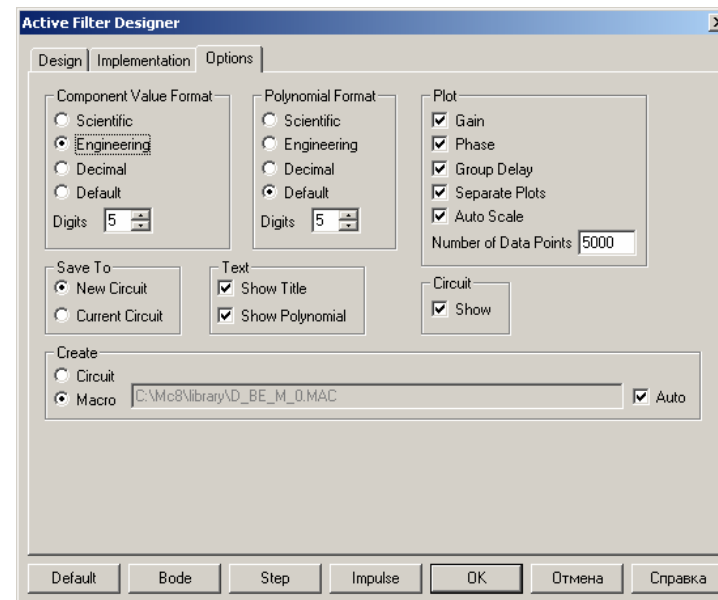 Active Filter Designer
Design Implementation Options
Component Value Format
Scientific
Engineering
Decimal
Default
Digits 5
Polynomial Format
Scientific
Engineering
Decimal
Default
Digits 5
Plot
Gain
Phase
Group Delay
Separate Plots
Auto Scale
Number of Data Points 5000
Save To
New Circuit
Current Circuit
Text
Show Title
Show Polynomial
Circuit
Show
Create
Circuit
Macro C:\Mc8\library\D_BE_M_0.MAC Auto
Default Bode Step Impulse OK Отмена Справка